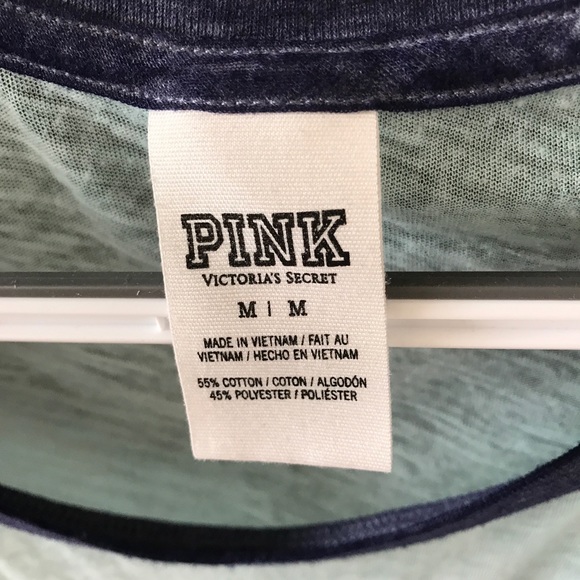 PINK
VICTORIA'S SECRET
M | M
MADE IN VIETNAM / FAIT AU
VIETNAM / HECHO EN VIETNAM
55% COTTON / COTON / ALGODÓN
45% POLYESTER / POLIÉSTER